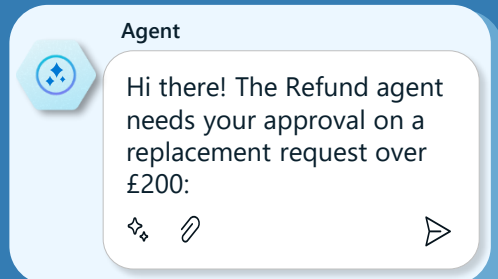 Agent
Hi there! The Refund agent
needs your approval on a
replacement request over
£200: